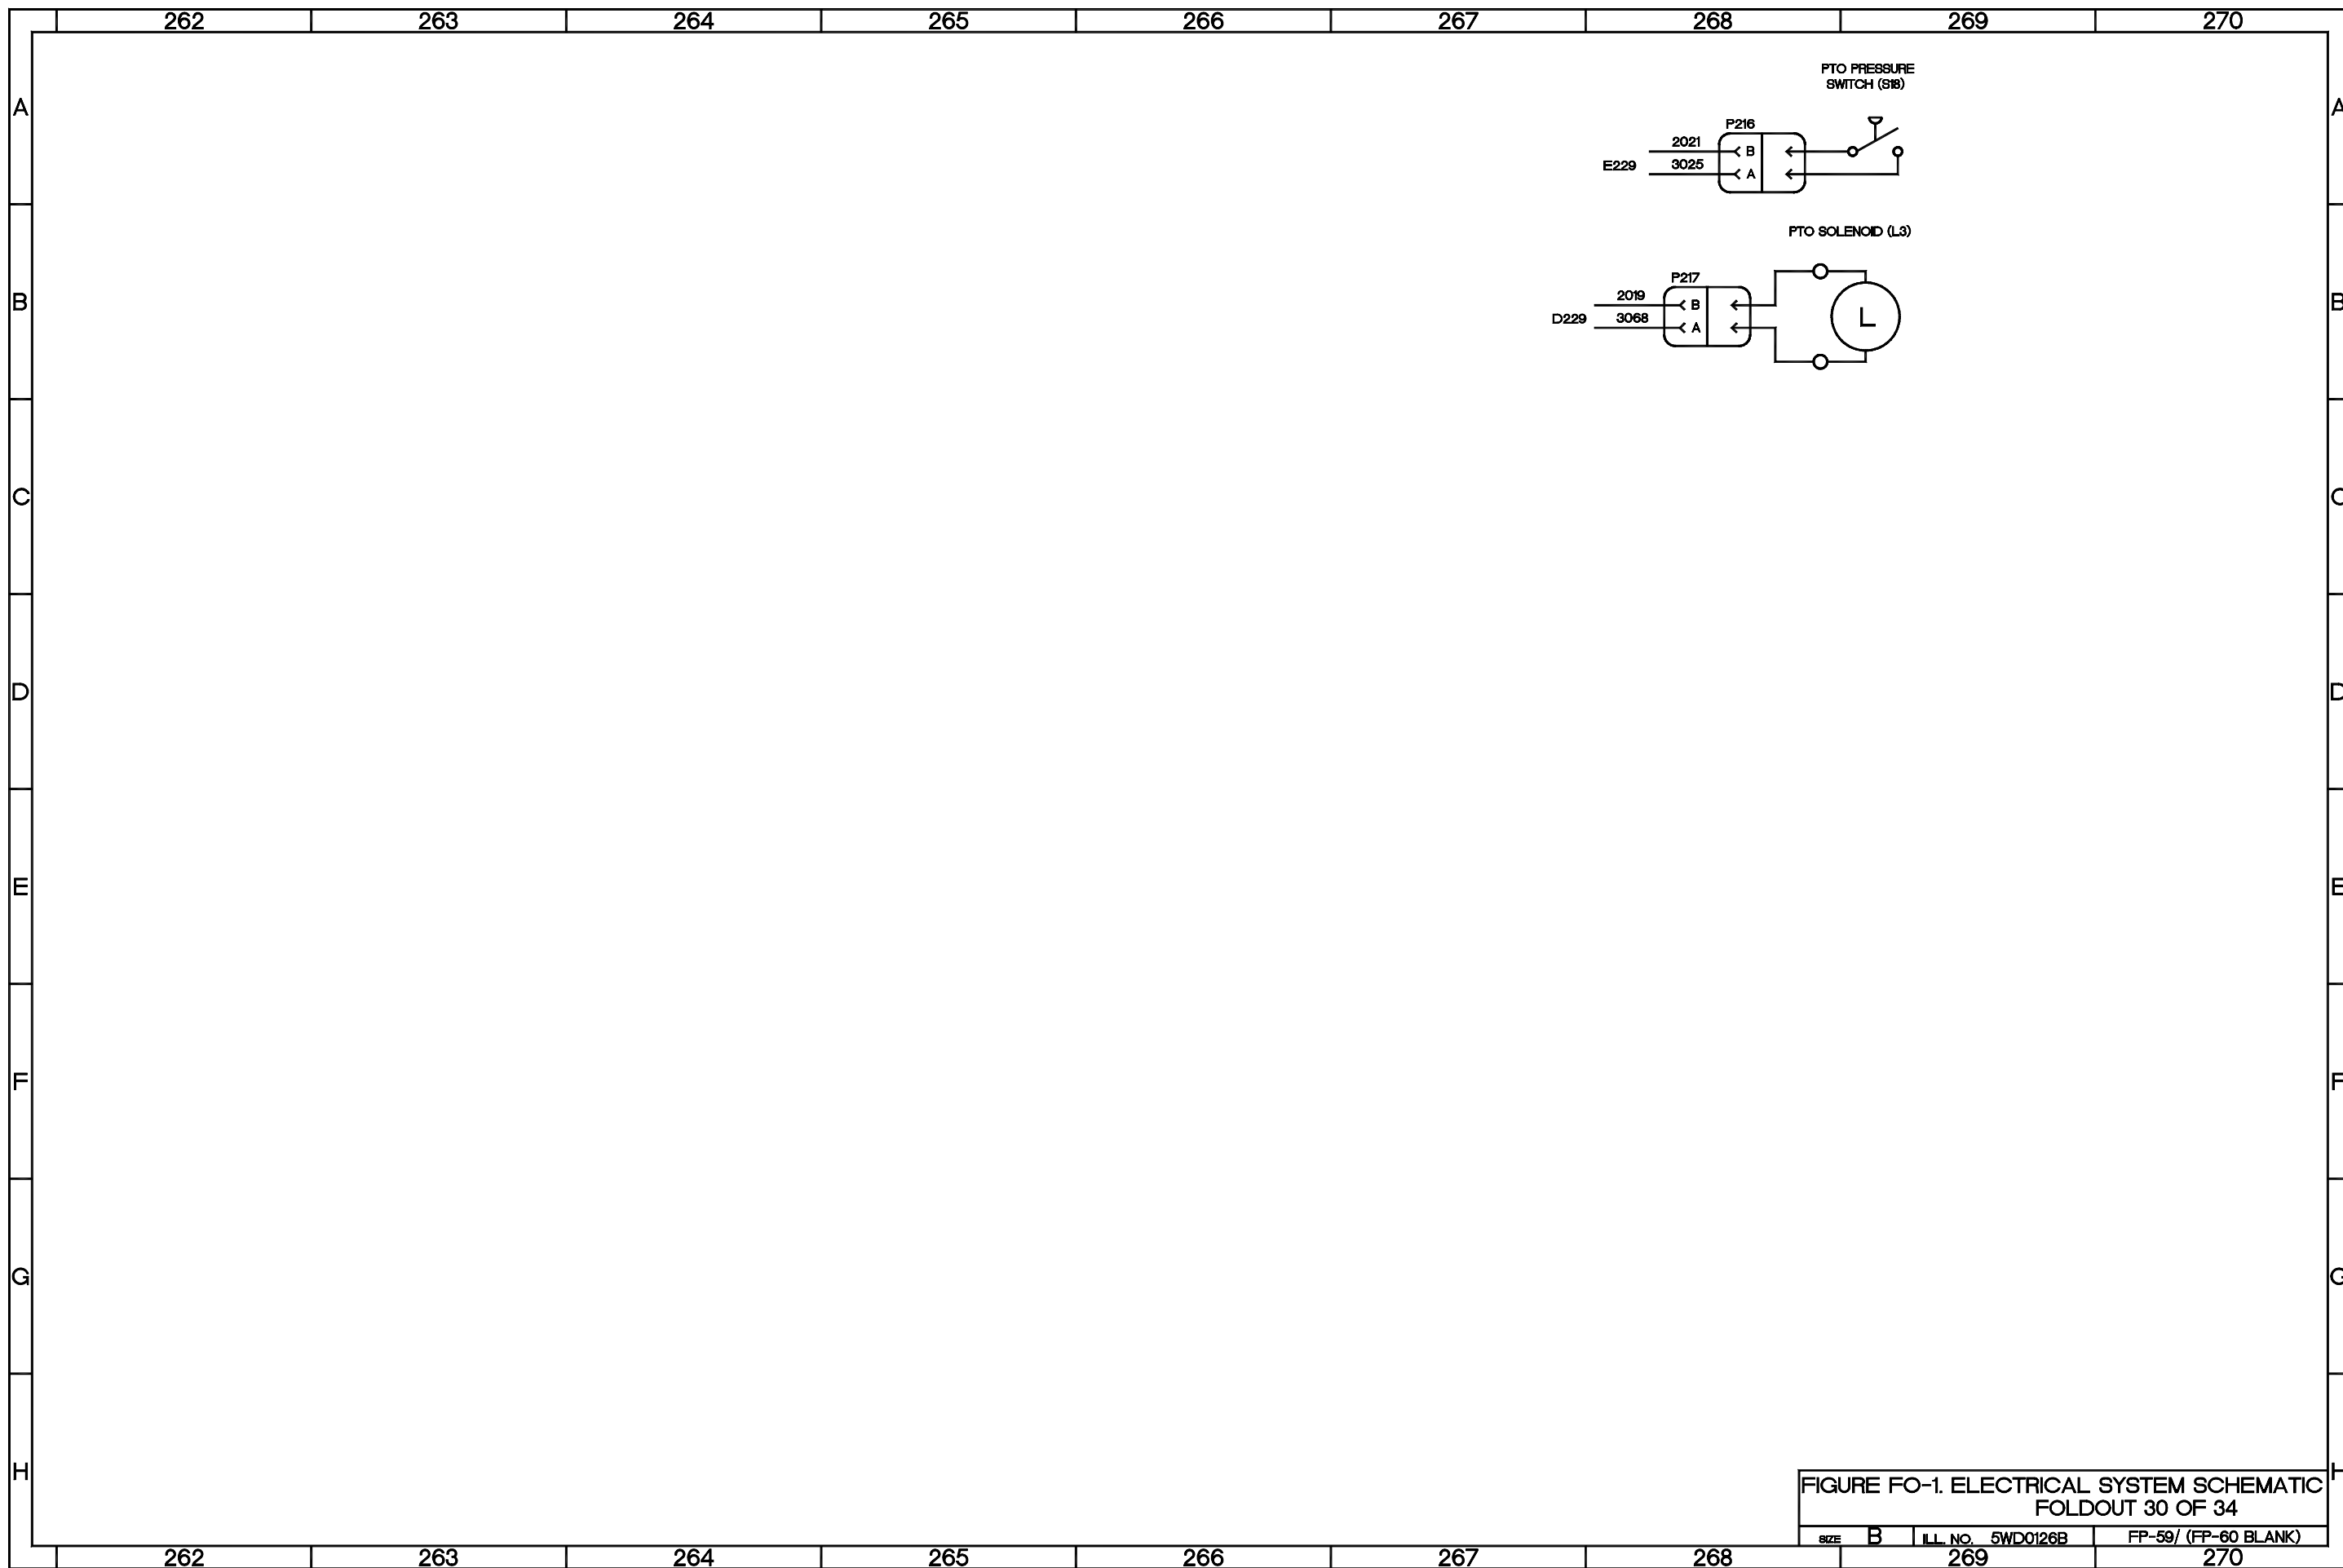 262 263 264 265 266 267 268 269 270
PTO PRESSURE
SWITCH (S18)
A
A
P216
2021
B
E229
3025
A
PTO SOLENOID (L3)
P217
2019
B
B
B
L
D229
3068
A
C
C
D
D
E
E
F
F
G
G
H
H
FIGURE FO-1. ELECTRICAL SYSTEM SCHEMATIC
FOLDOUT 30 OF 34
SIZE B ILL. NO. 5WD0126B FP-59/ (FP-60 BLANK)
262 263 264 265 266 267 268 269 270